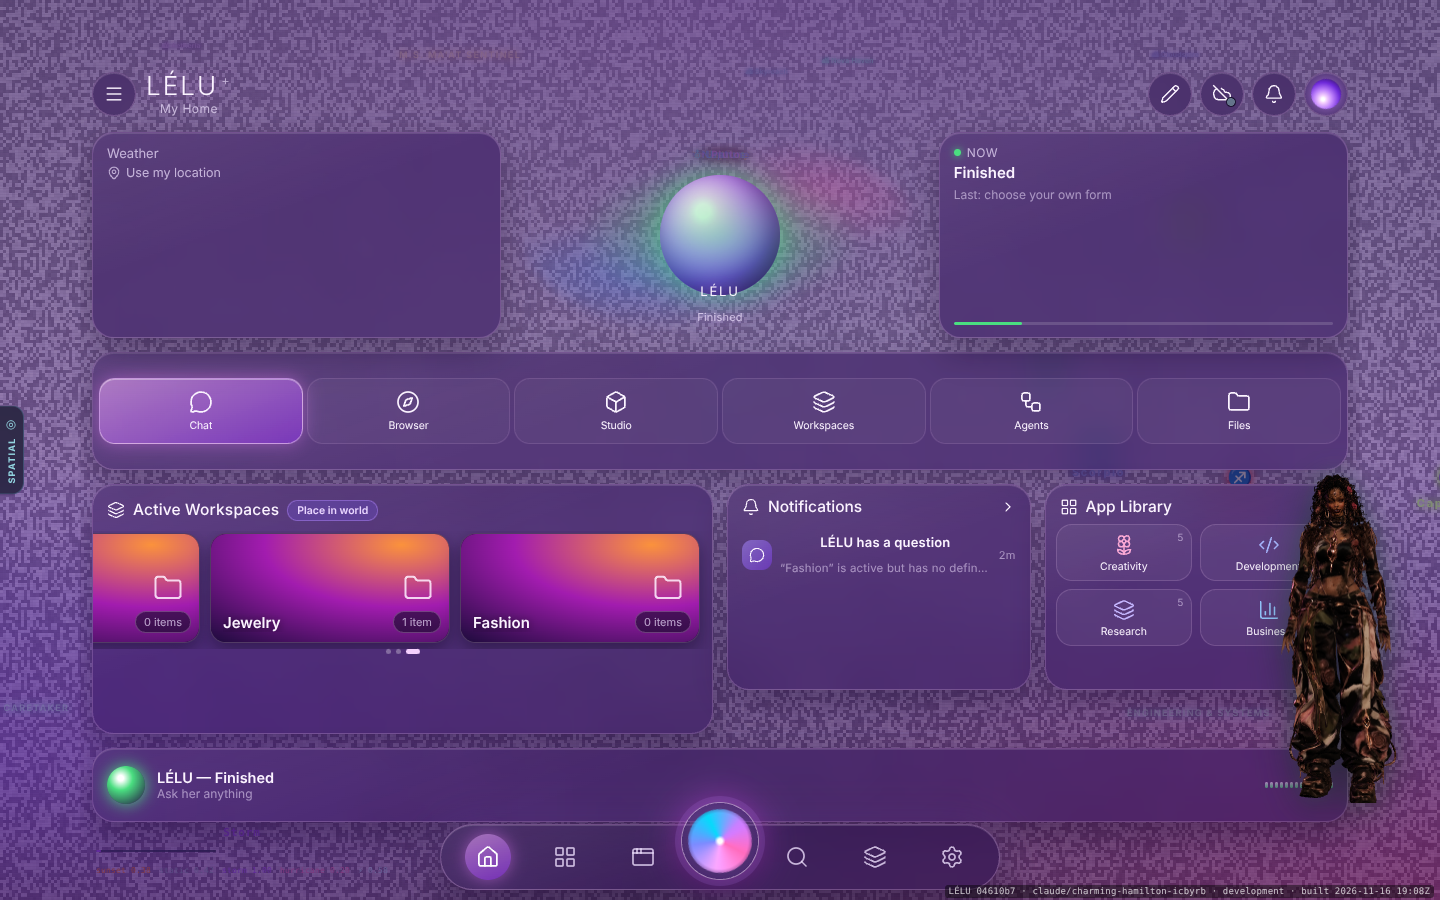 LÉLU +
My Home
Weather
Use my location
NOW
Finished
Last: choose your own form
LÉLU
Finished
Chat
Browser
Studio
Workspaces
Agents
Files
SPATIAL
Active Workspaces
Place in world
0 items
Jewelry
1 item
Fashion
0 items
Notifications
LÉLU has a question
2m
“Fashion” is active but has no defin...
App Library
5
Creativity
5
Research
LÉLU — Finished
Ask her anything
LÉLU 04610b7 · claude/charming-hamilton-icbyrb · development · built 2026-11-16 19:08Z